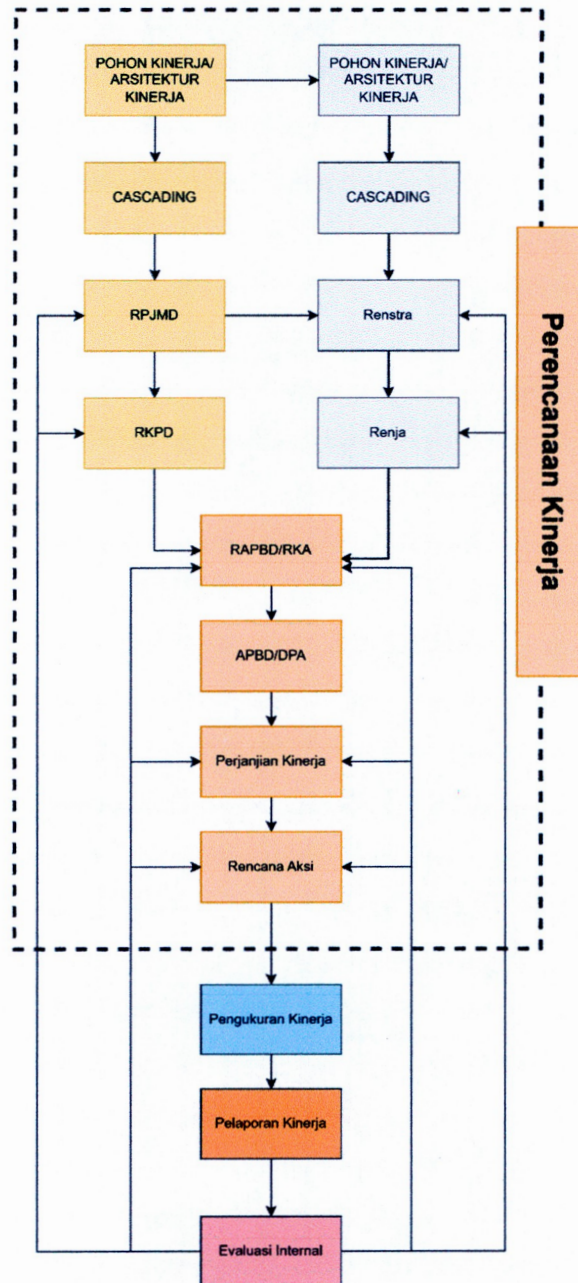 POHON KINERJA/
ARSITEKTUR
KINERJA
POHON KINERJA/
ARSITEKTUR
KINERJA
CASCADING
CASCADING
RPJMD
Renstra
RKPD
Renja
Perencanaan Kinerja
RAPBD/RKA
APBD/DPA
Perjanjian Kinerja
Rencana Aksi
Pengukuran Kinerja
Pelaporan Kinerja
Evaluasi Internal